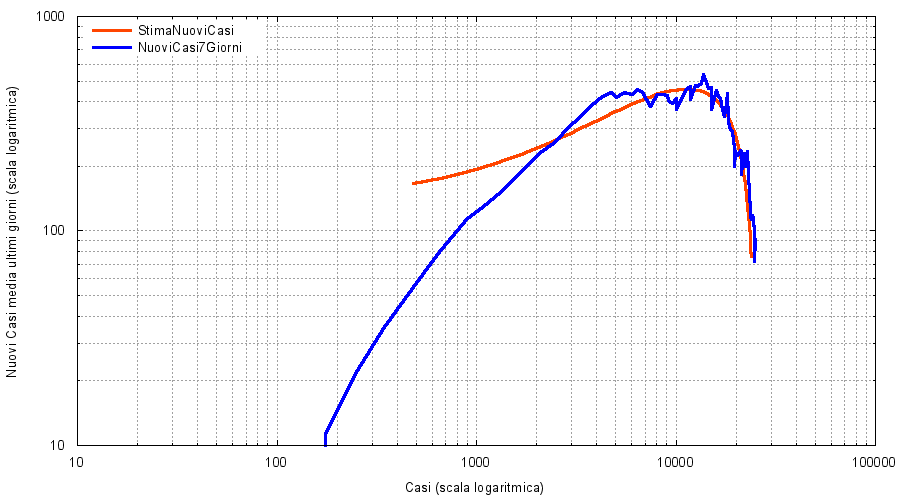 1000
StimaNuoviCasi
NuoviCasi7Giorni
Nuovi Casi media ultimi giorni (scala logaritmica)
100
10
10 100 1000 10000 100000
Casi (scala logaritmica)